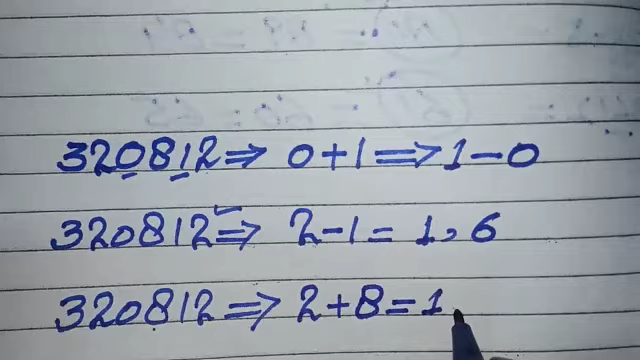 320812 ⇒ 0+1 ⇒ 1-0
320812 ⇒ 2-1 = 1, 6
320812 ⇒ 2+8 = 1